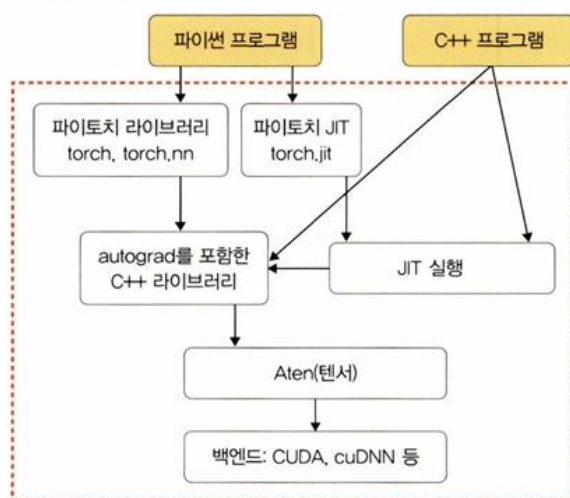 파이썬 프로그램
C++ 프로그램
파이토치 라이브러리
torch, torch.nn
파이토치 JIT
torch.jit
autograd를 포함한
C++ 라이브러리
JIT 실행
Aten(텐서)
백엔드: CUDA, cuDNN 등